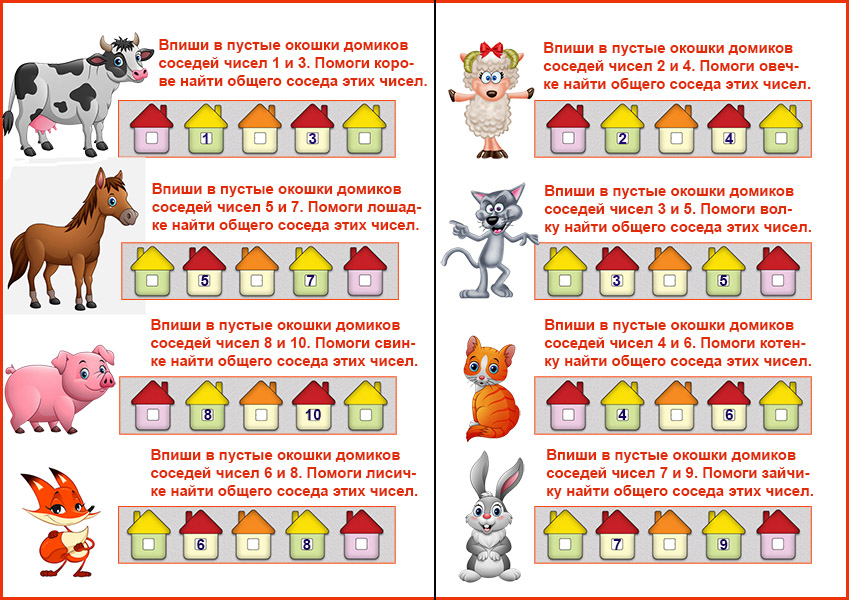 Впиши в пустые окошки домиков
соседей чисел 1 и 3. Помоги коро-
ве найти общего соседа этих чисел.
1 3
Впиши в пустые окошки домиков
соседей чисел 5 и 7. Помоги лошад-
ке найти общего соседа этих чисел.
5 7
Впиши в пустые окошки домиков
соседей чисел 8 и 10. Помоги свин-
ке найти общего соседа этих чисел.
8 10
Впиши в пустые окошки домиков
соседей чисел 6 и 8. Помоги лисич-
ке найти общего соседа этих чисел.
6 8
Впиши в пустые окошки домиков
соседей чисел 2 и 4. Помоги овеч-
ке найти общего соседа этих чисел.
2 4
Впиши в пустые окошки домиков
соседей чисел 3 и 5. Помоги вол-
ку найти общего соседа этих чисел.
3 5
Впиши в пустые окошки домиков
соседей чисел 4 и 6. Помоги котен-
ку найти общего соседа этих чисел.
4 6
Впиши в пустые окошки домиков
соседей чисел 7 и 9. Помоги зайчи-
ку найти общего соседа этих чисел.
7 9